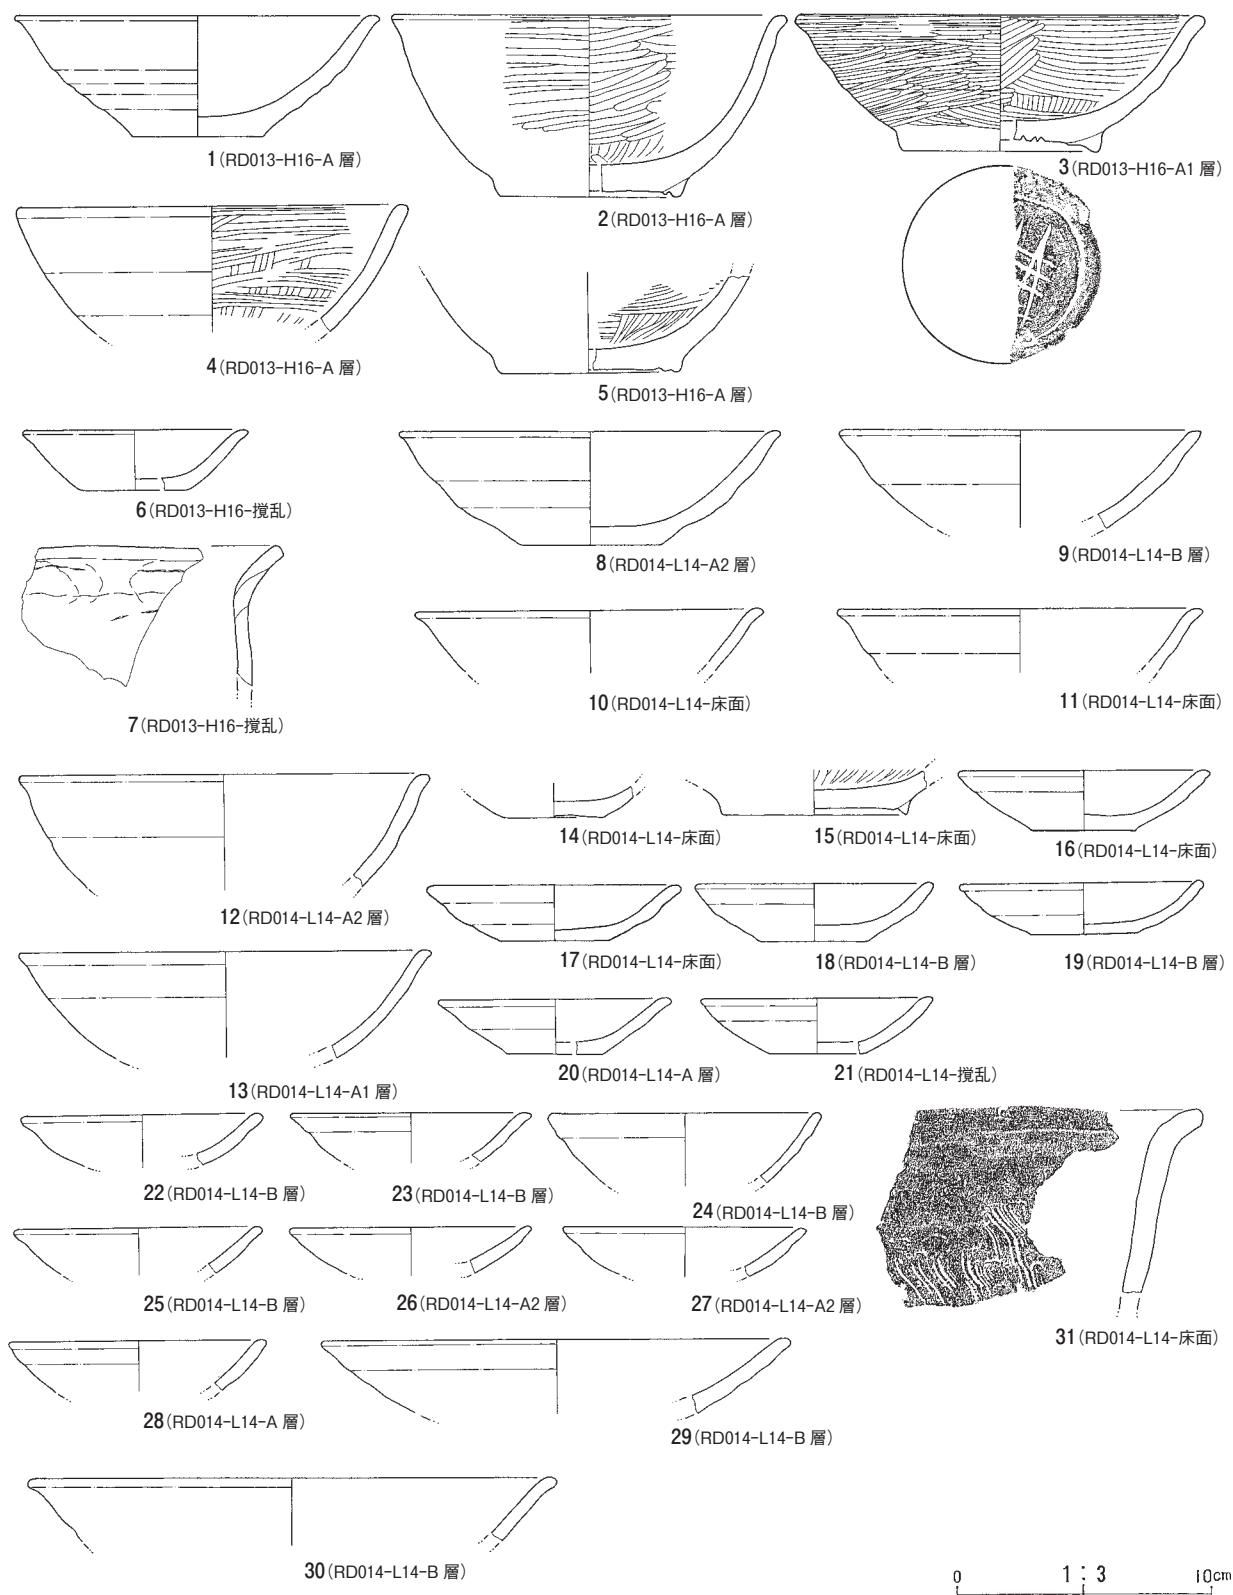 1(RD013-H16-A 層)
2(RD013-H16-A 層)
3(RD013-H16-A1 層)
4(RD013-H16-A 層)
5(RD013-H16-A 層)
6(RD013-H16-撹乱)
7(RD013-H16-撹乱)
8(RD014-L14-A2 層)
9(RD014-L14-B 層)
10(RD014-L14-床面)
11(RD014-L14-床面)
12(RD014-L14-A2 層)
13(RD014-L14-A1 層)
14(RD014-L14-床面)
15(RD014-L14-床面)
16(RD014-L14-床面)
17(RD014-L14-床面)
18(RD014-L14-B 層)
19(RD014-L14-B 層)
20(RD014-L14-A 層)
21(RD014-L14-撹乱)
22(RD014-L14-B 層)
23(RD014-L14-B 層)
24(RD014-L14-B 層)
25(RD014-L14-B 層)
26(RD014-L14-A2 層)
27(RD014-L14-A2 層)
28(RD014-L14-A 層)
29(RD014-L14-B 層)
30(RD014-L14-B 層)
31(RD014-L14-床面)
0 1:3 10cm